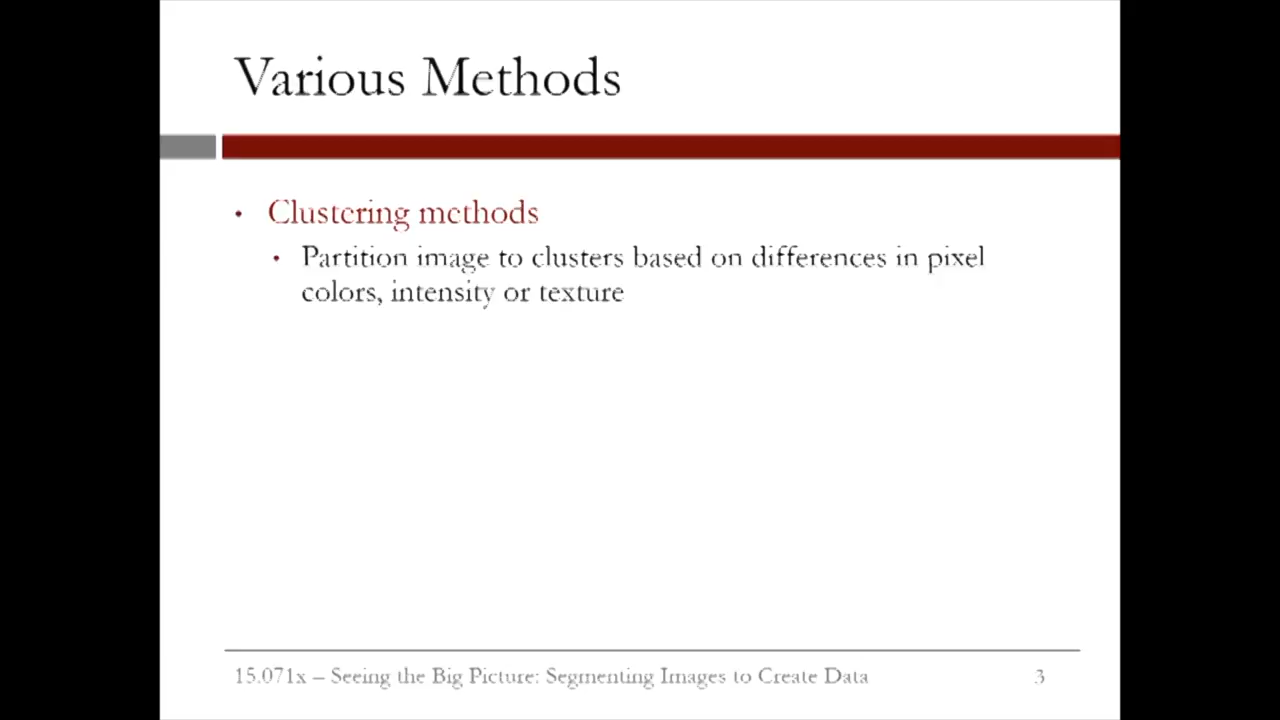 Various Methods
• Clustering methods
• Partition image to clusters based on differences in pixel
colors, intensity or texture
15.071x – Seeing the Big Picture: Segmenting Images to Create Data 3